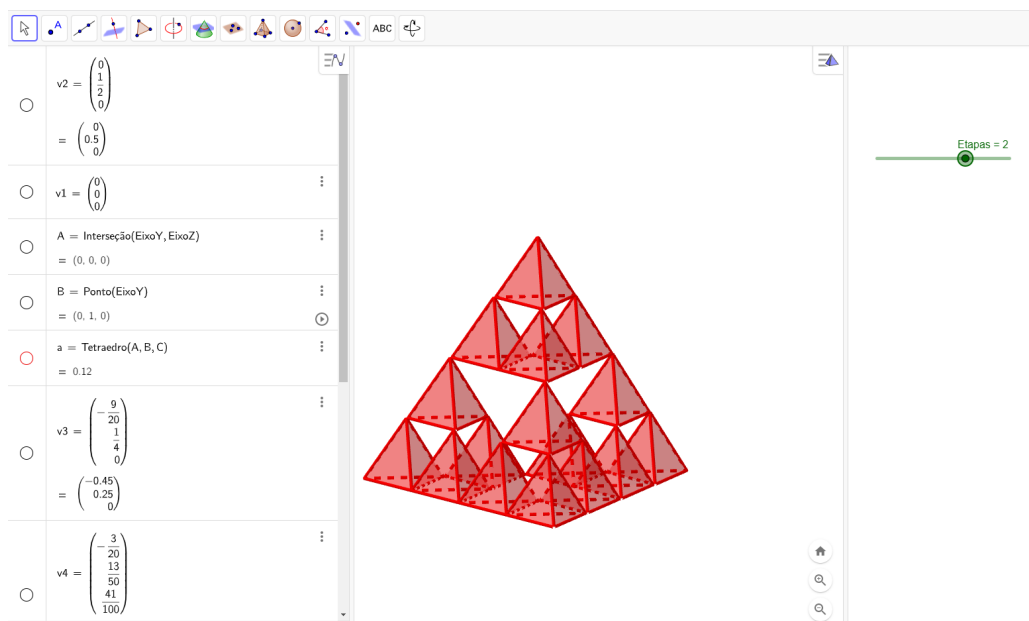 A
ABC
v2 = (0 1/2 0)
= (0 0.5 0)
v1 = (0 0 0)
A = Interseção(EixoY, EixoZ)
= (0, 0, 0)
B = Ponto(EixoY)
= (0, 1, 0)
a = Tetraedro(A, B, C)
= 0.12
v3 = (−9/20 1/4 0)
= (−0.45 0.25 0)
v4 = (−3/20 13/50 41/100)
Etapas = 2